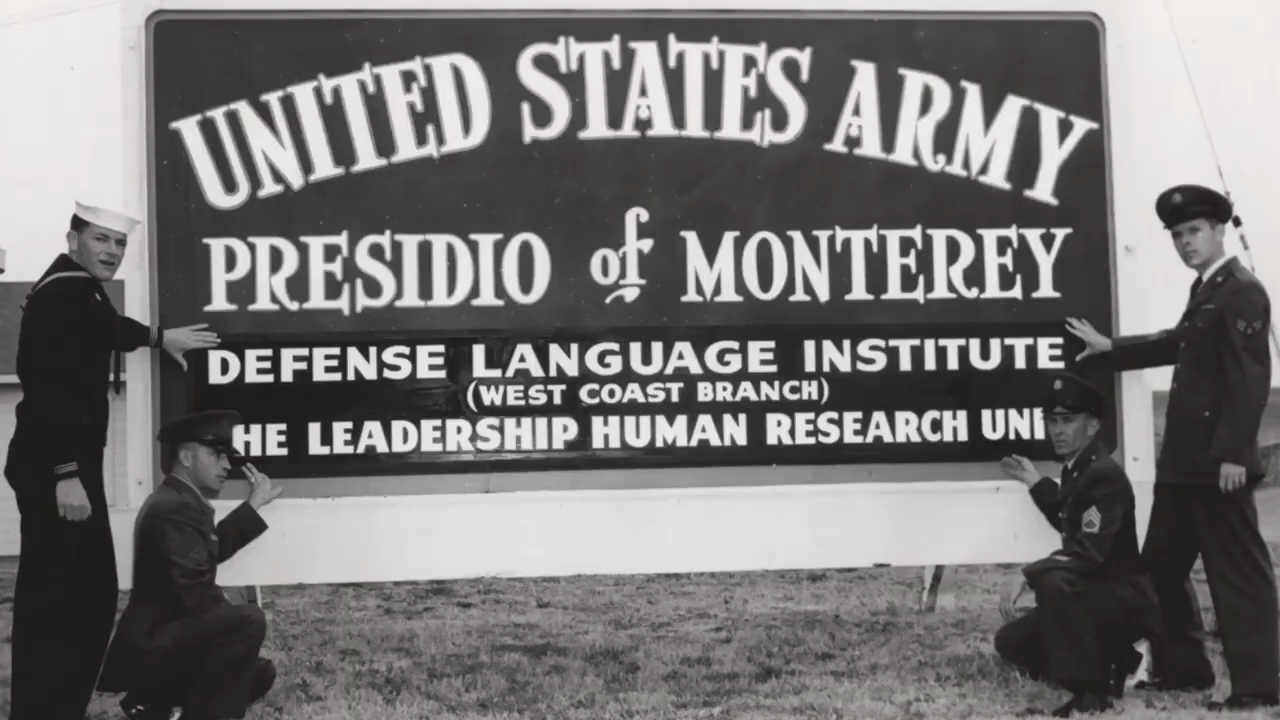 UNITED STATES ARMY
PRESIDIO of MONTEREY
DEFENSE LANGUAGE INSTITUTE
(WEST COAST BRANCH)
HE LEADERSHIP HUMAN RESEARCH UNI